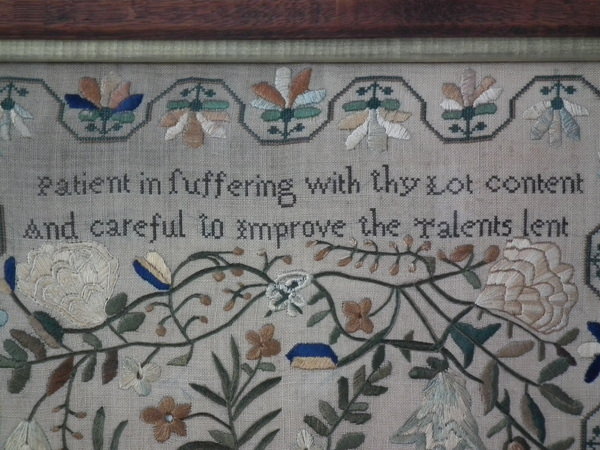 Patient in ſuffering with thy Lot content
And careful to Improve the Talents lent